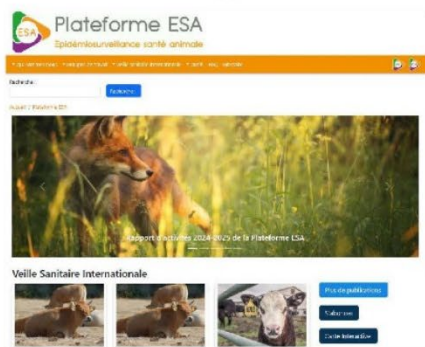 ESA
Plateforme ESA
Epidémiosurveillance santé animale
Recherche :
Rechercher
Accueil / Plateforme ESA
Rapport d'activités 2024-2025 de la Plateforme ESA
Veille Sanitaire Internationale
Plus de publications
S'abonner
Carte Interactive